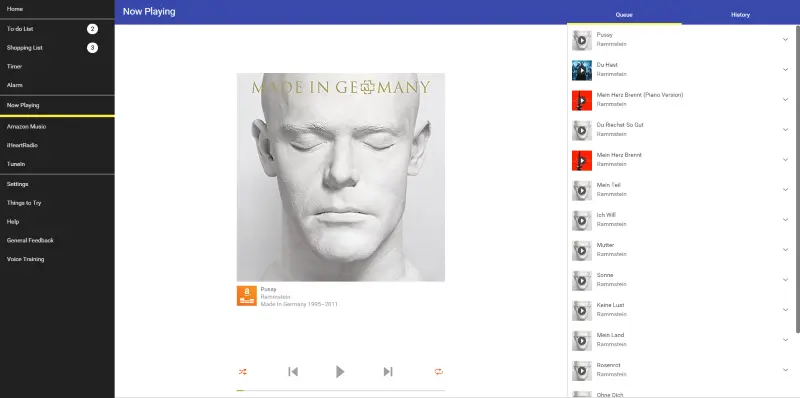 Home
To do List 2
Shopping List 3
Timer
Alarm
Now Playing
Amazon Music
iHeartRadio
TuneIn
Settings
Things to Try
Help
General Feedback
Voice Training
Now Playing
MADE IN GERMANY
Pussy
Rammstein
Made In Germany 1995–2011
Queue
History
Pussy
Rammstein
Du Hast
Rammstein
Mein Herz Brennt (Piano Version)
Rammstein
Du Riechst So Gut
Rammstein
Mein Herz Brennt
Rammstein
Mein Teil
Rammstein
Ich Will
Rammstein
Mutter
Rammstein
Sonne
Rammstein
Keine Lust
Rammstein
Mein Land
Rammstein
Rosenrot
Rammstein
Ohne Dich